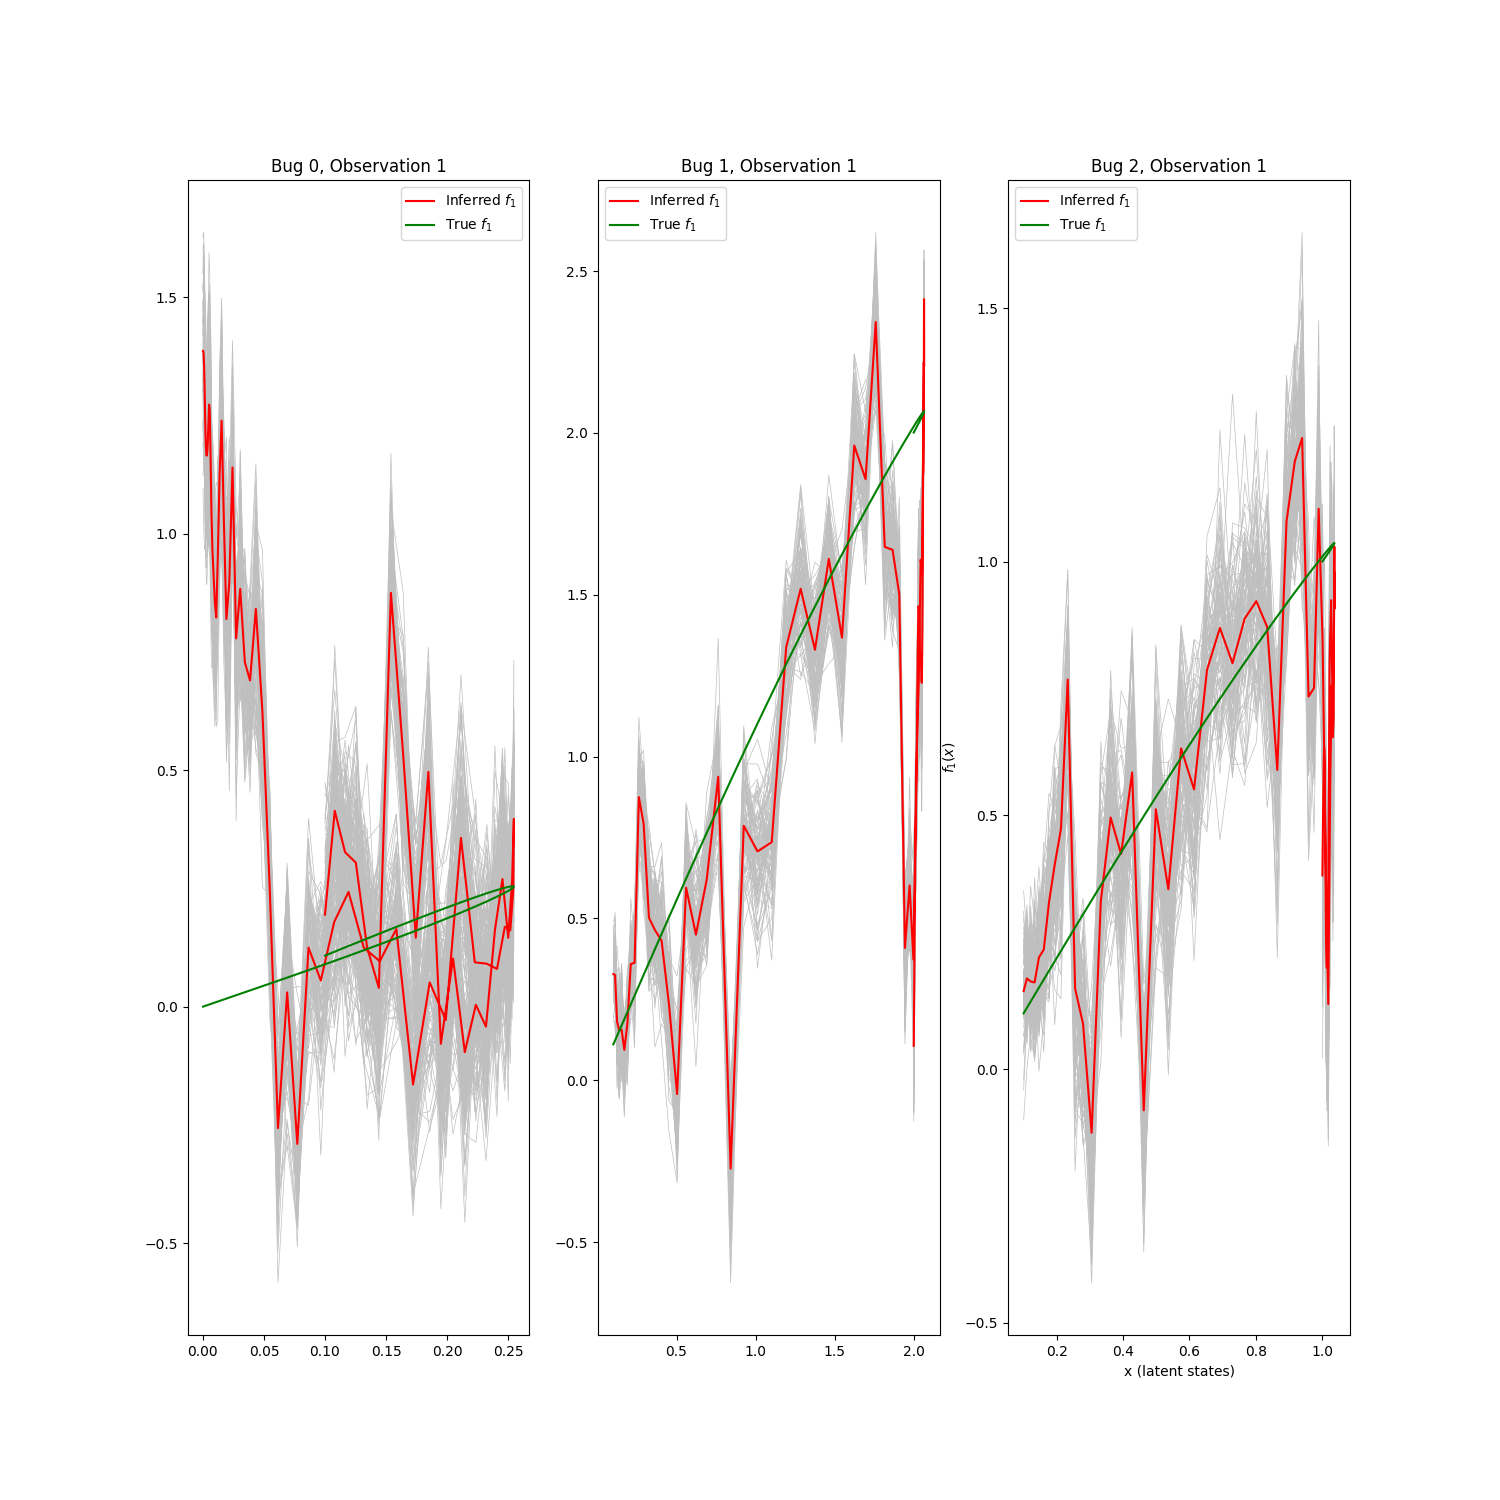 Bug 0, Observation 1
Inferred f₁
True f₁
1.5
1.0
0.5
0.0
−0.5
0.00 0.05 0.10 0.15 0.20 0.25
Bug 1, Observation 1
Inferred f₁
True f₁
2.5
2.0
1.5
1.0
0.5
0.0
−0.5
0.5 1.0 1.5 2.0
Bug 2, Observation 1
Inferred f₁
True f₁
f₁(x)
1.5
1.0
0.5
0.0
−0.5
0.2 0.4 0.6 0.8 1.0
x (latent states)